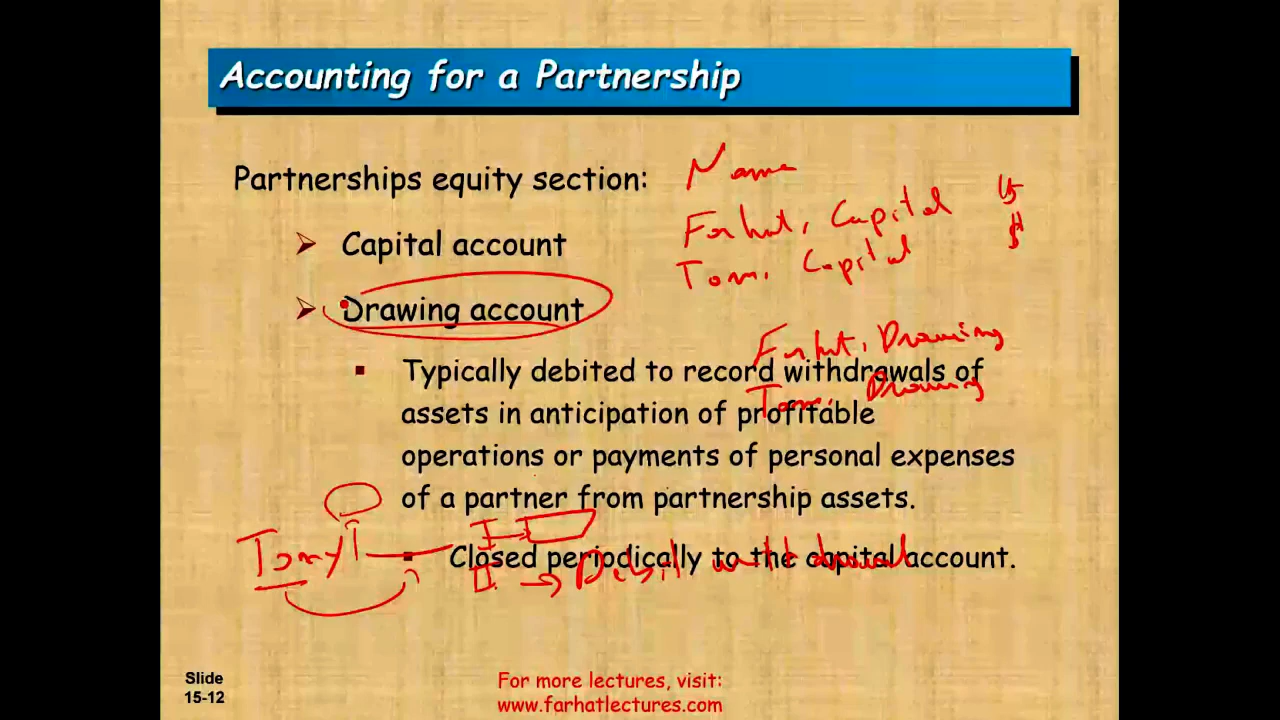 Accounting for a Partnership
Partnerships equity section:
Name
➢ Capital account
Farhat, Capital
Tom, Capital
➢ Drawing account
Farhat, Drawing
Tom, Drawing
▪ Typically debited to record withdrawals of
assets in anticipation of profitable
operations or payments of personal expenses
of a partner from partnership assets.
▪ Closed periodically to the capital account.
I
II → Debit withdrawal
Slide
15-12
For more lectures, visit:
www.farhatlectures.com